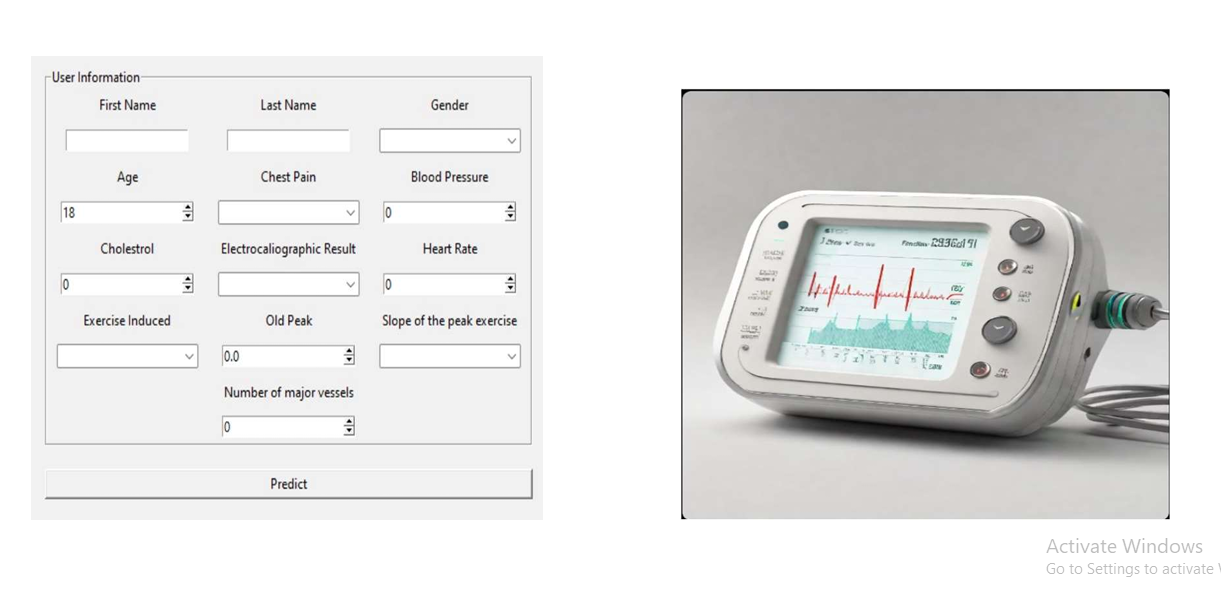 User Information
First Name Last Name Gender
Age Chest Pain Blood Pressure
18 0
Cholestrol Electrocaliographic Result Heart Rate
0 0
Exercise Induced Old Peak Slope of the peak exercise
0.0
Number of major vessels
0
Predict
Activate Windows
Go to Settings to activate